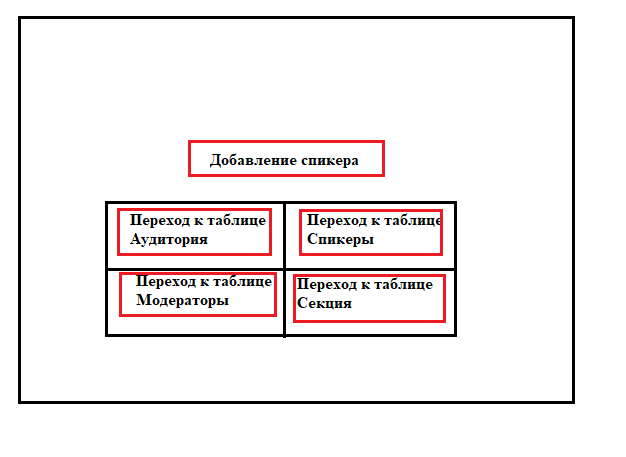 Добавление спикера
Переход к таблице
Аудитория
Переход к таблице
Спикеры
Переход к таблице
Модераторы
Переход к таблице
Секция